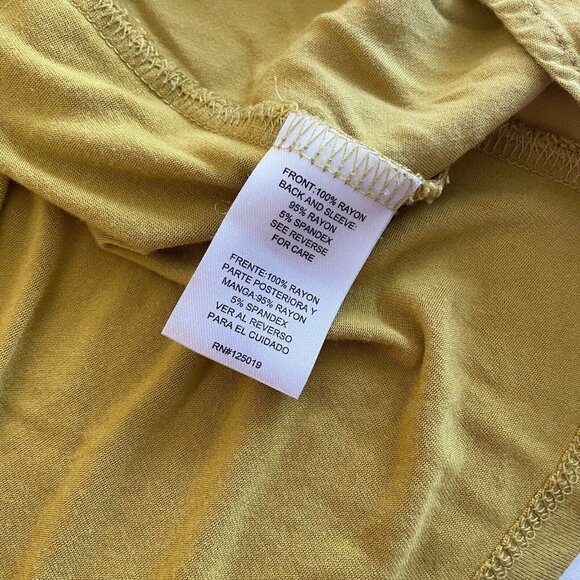 FRONT:100% RAYON
BACK AND SLEEVE:
95% RAYON
5% SPANDEX
SEE REVERSE
FOR CARE
FRENTE:100% RAYON
PARTE POSTERIORA Y
MANGA:95% RAYON
5% SPANDEX
VER AL REVERSO
PARA EL CUIDADO
RN#125019